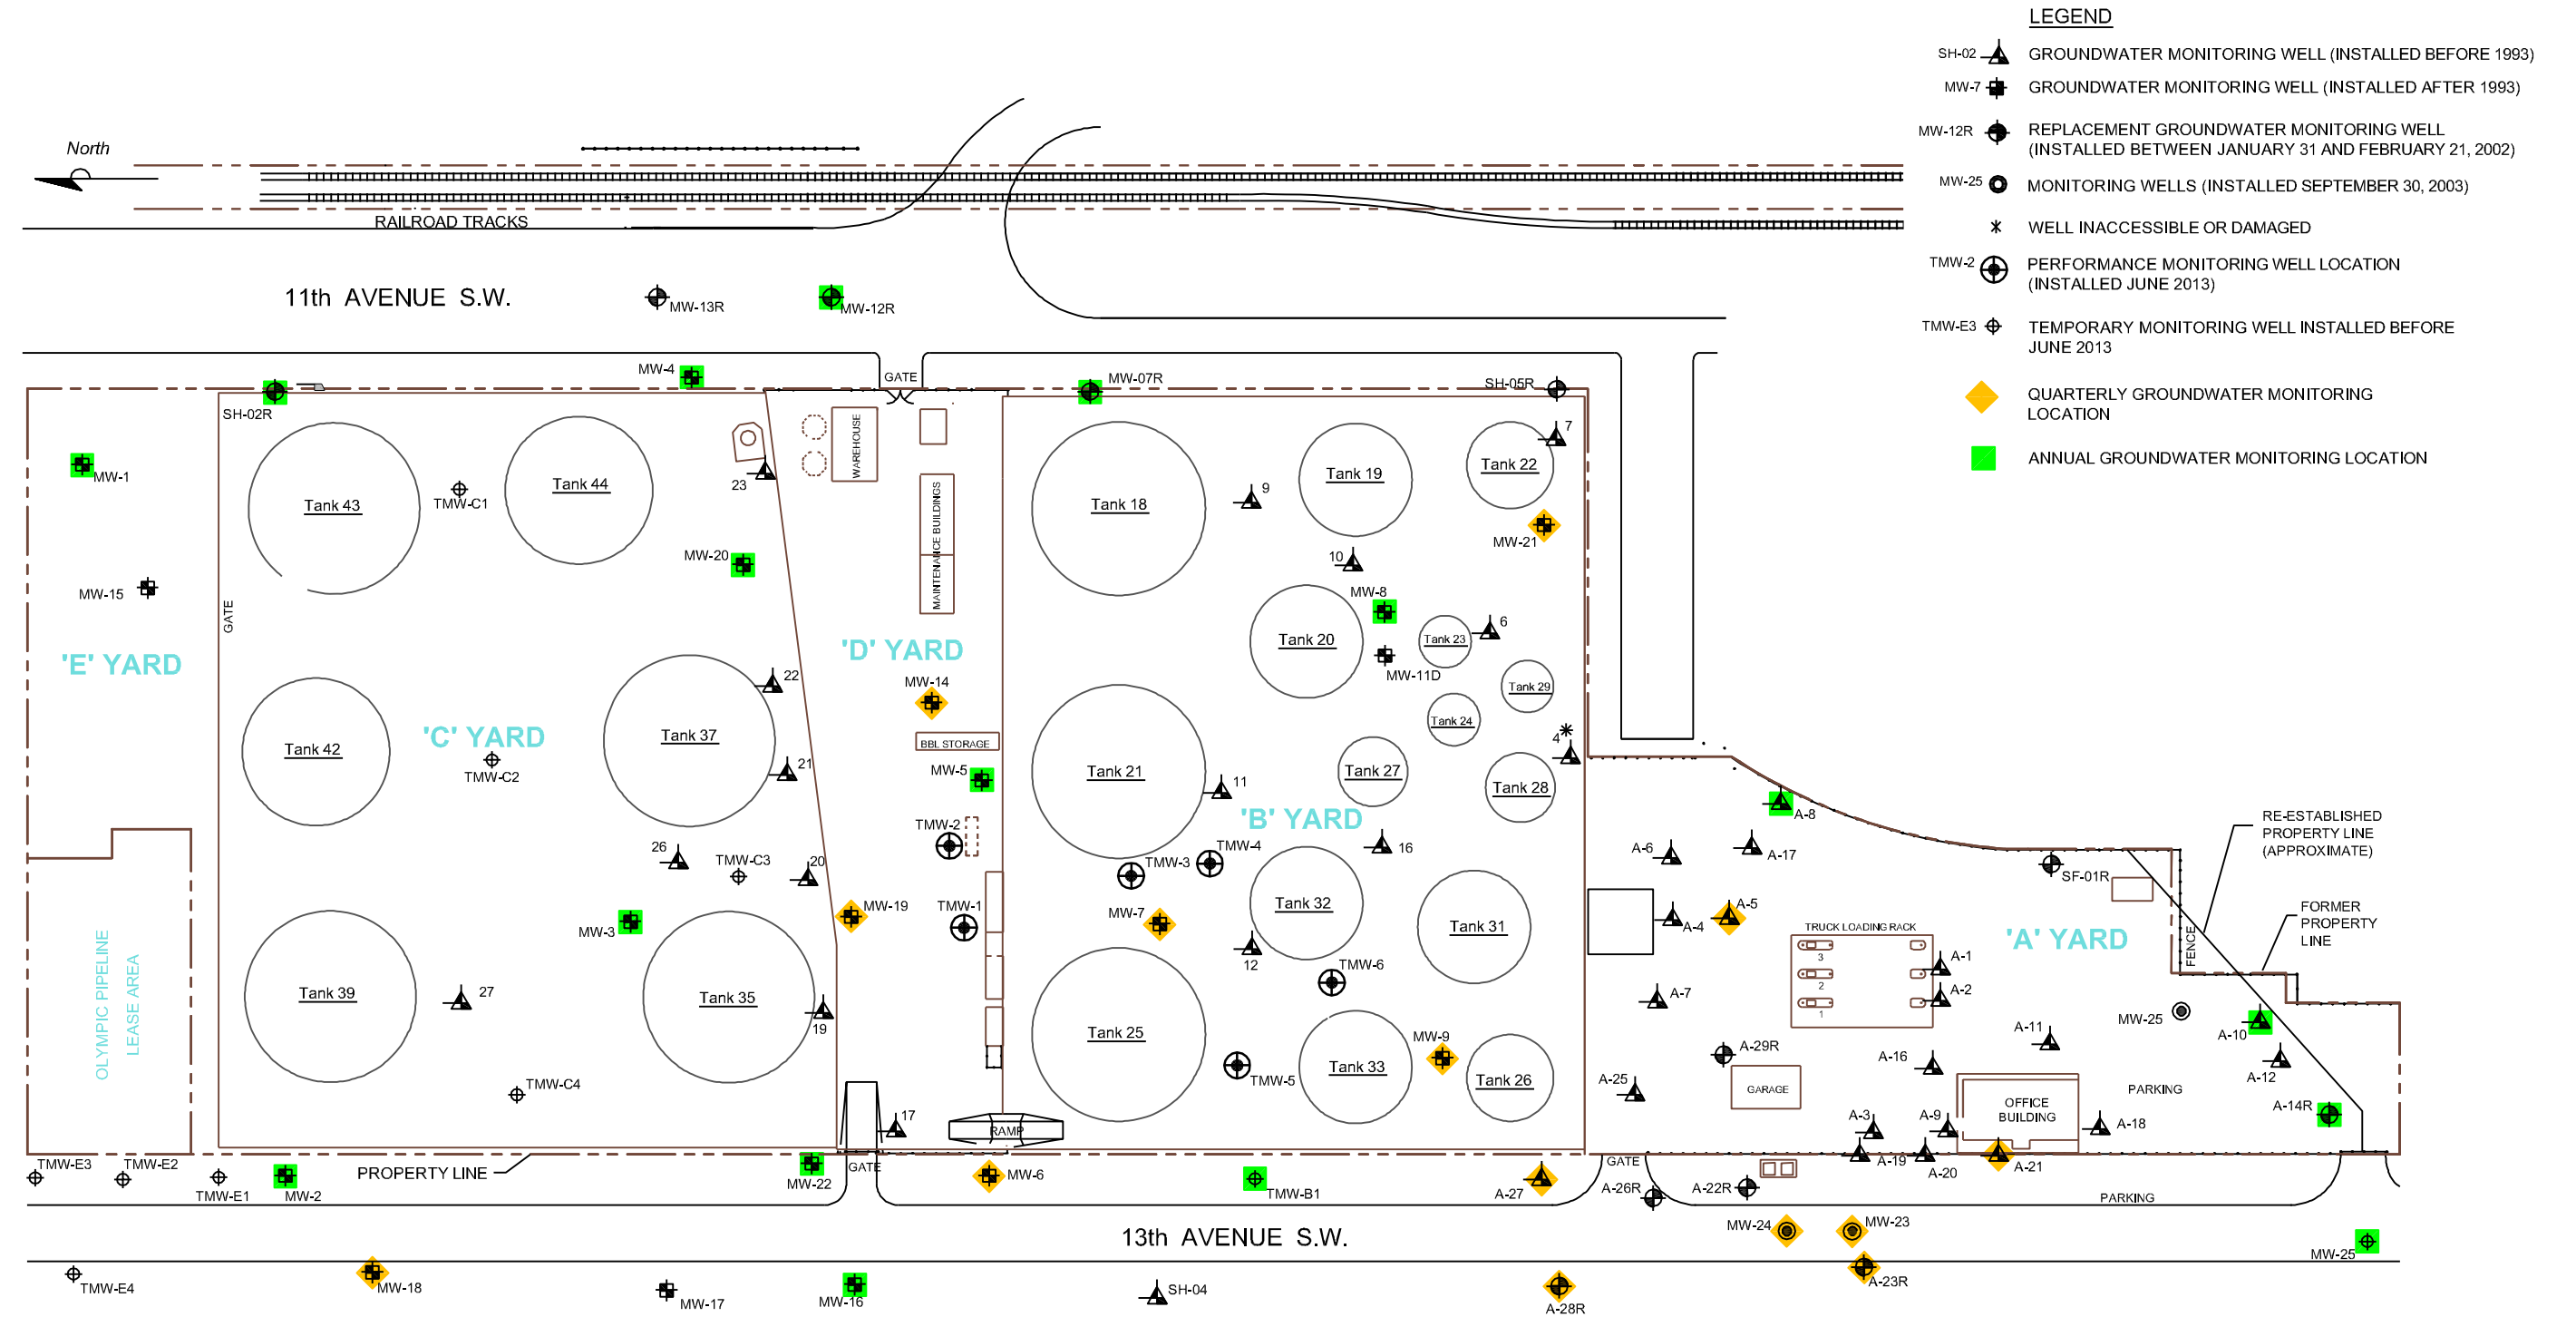 LEGEND
SH-02
GROUNDWATER MONITORING WELL (INSTALLED BEFORE 1993)
MW-7
GROUNDWATER MONITORING WELL (INSTALLED AFTER 1993)
MW-12R
REPLACEMENT GROUNDWATER MONITORING WELL
(INSTALLED BETWEEN JANUARY 31 AND FEBRUARY 21, 2002)
MW-25
MONITORING WELLS (INSTALLED SEPTEMBER 30, 2003)
WELL INACCESSIBLE OR DAMAGED
TMW-2
PERFORMANCE MONITORING WELL LOCATION
(INSTALLED JUNE 2013)
TMW-E3
TEMPORARY MONITORING WELL INSTALLED BEFORE
JUNE 2013
QUARTERLY GROUNDWATER MONITORING
LOCATION
ANNUAL GROUNDWATER MONITORING LOCATION
North
RAILROAD TRACKS
11th AVENUE S.W.
MW-13R
MW-12R
MW-4
GATE
MW-07R
SH-05R
SH-02R
MW-1
Tank 43
TMW-C1
Tank 44
23
WAREHOUSE
MAINTENANCE BUILDINGS
Tank 18
9
Tank 19
Tank 22
7
MW-21
MW-20
10
MW-8
MW-15
GATE
'E' YARD
'D' YARD
Tank 20
Tank 23
6
MW-11D
22
MW-14
Tank 29
Tank 24
Tank 42
'C' YARD
TMW-C2
Tank 37
21
BBL STORAGE
MW-5
Tank 21
11
'B' YARD
Tank 27
4
Tank 28
A-8
26
TMW-C3
20
TMW-2
TMW-3
TMW-4
16
A-6
A-17
SF-01R
RE-ESTABLISHED
PROPERTY LINE
(APPROXIMATE)
MW-3
MW-19
TMW-1
MW-7
Tank 32
Tank 31
A-4
A-5
TRUCK LOADING RACK
3
2
1
'A' YARD
FENCE
FORMER
PROPERTY
LINE
OLYMPIC PIPELINE
LEASE AREA
Tank 39
27
Tank 35
19
12
TMW-6
A-7
A-1
A-2
MW-25
A-10
A-11
Tank 25
MW-9
TMW-5
Tank 33
Tank 26
A-29R
A-16
A-12
TMW-C4
A-25
GARAGE
OFFICE
BUILDING
PARKING
A-14R
17
RAMP
A-3
A-9
A-18
TMW-E3
TMW-E2
TMW-E1
MW-2
PROPERTY LINE
MW-22
GATE
MW-6
TMW-B1
A-27
GATE
A-26R
A-22R
A-19
A-20
A-21
PARKING
13th AVENUE S.W.
MW-24
MW-23
MW-25
TMW-E4
MW-18
MW-17
MW-16
SH-04
A-28R
A-23R